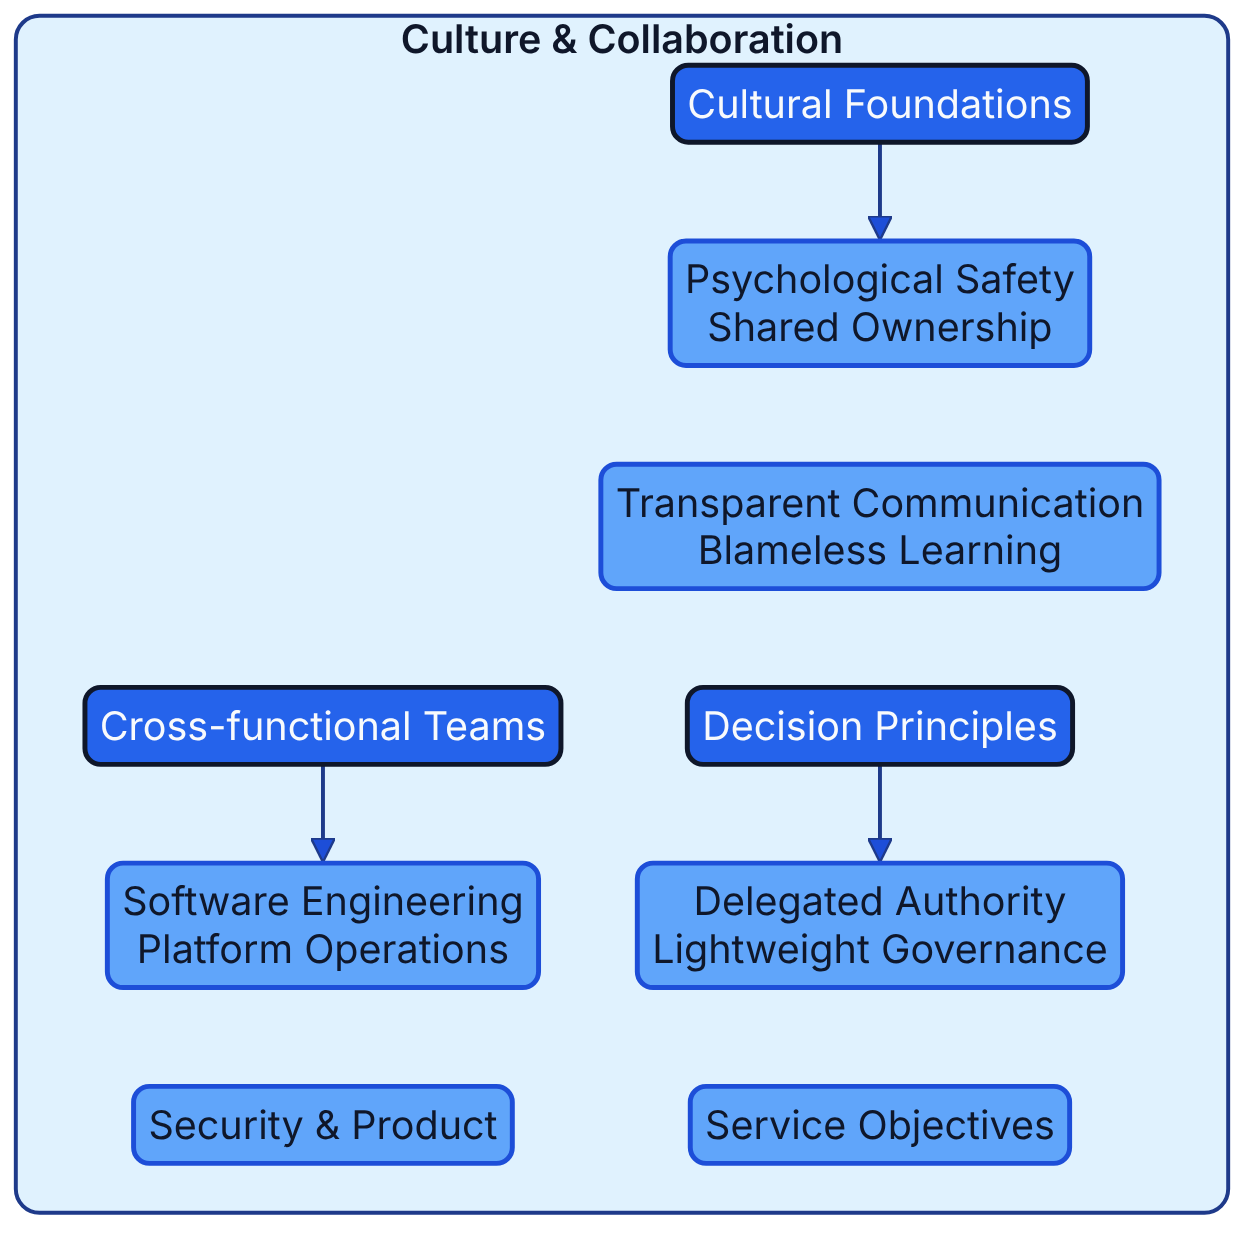 Culture & Collaboration
Cultural Foundations
Psychological Safety
Shared Ownership
Transparent Communication
Blameless Learning
Cross-functional Teams
Decision Principles
Software Engineering
Platform Operations
Delegated Authority
Lightweight Governance
Security & Product
Service Objectives